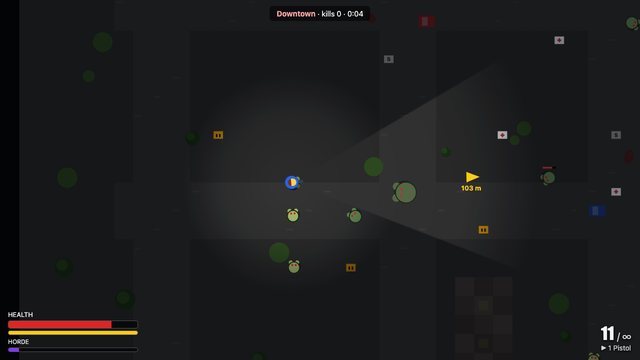 Downtown · kills 0 · 0:04
S
S
103 m
HEALTH
HORDE
11 / ∞
▶ 1 Pistol